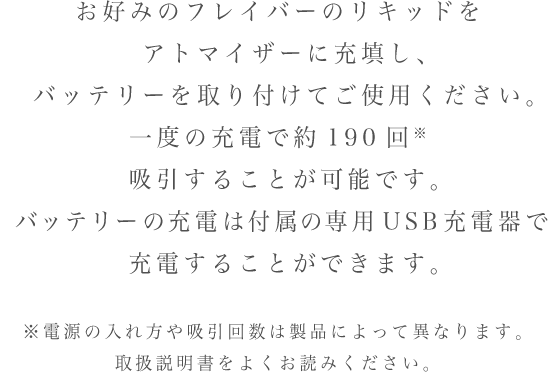 お好みのフレイバーのリキッドを
アトマイザーに充填し、
バッテリーを取り付けてご使用ください。
一度の充電で約190回※
吸引することが可能です。
バッテリーの充電は付属の専用USB充電器で
充電することができます。
※電源の入れ方や吸引回数は製品によって異なります。
取扱説明書をよくお読みください。